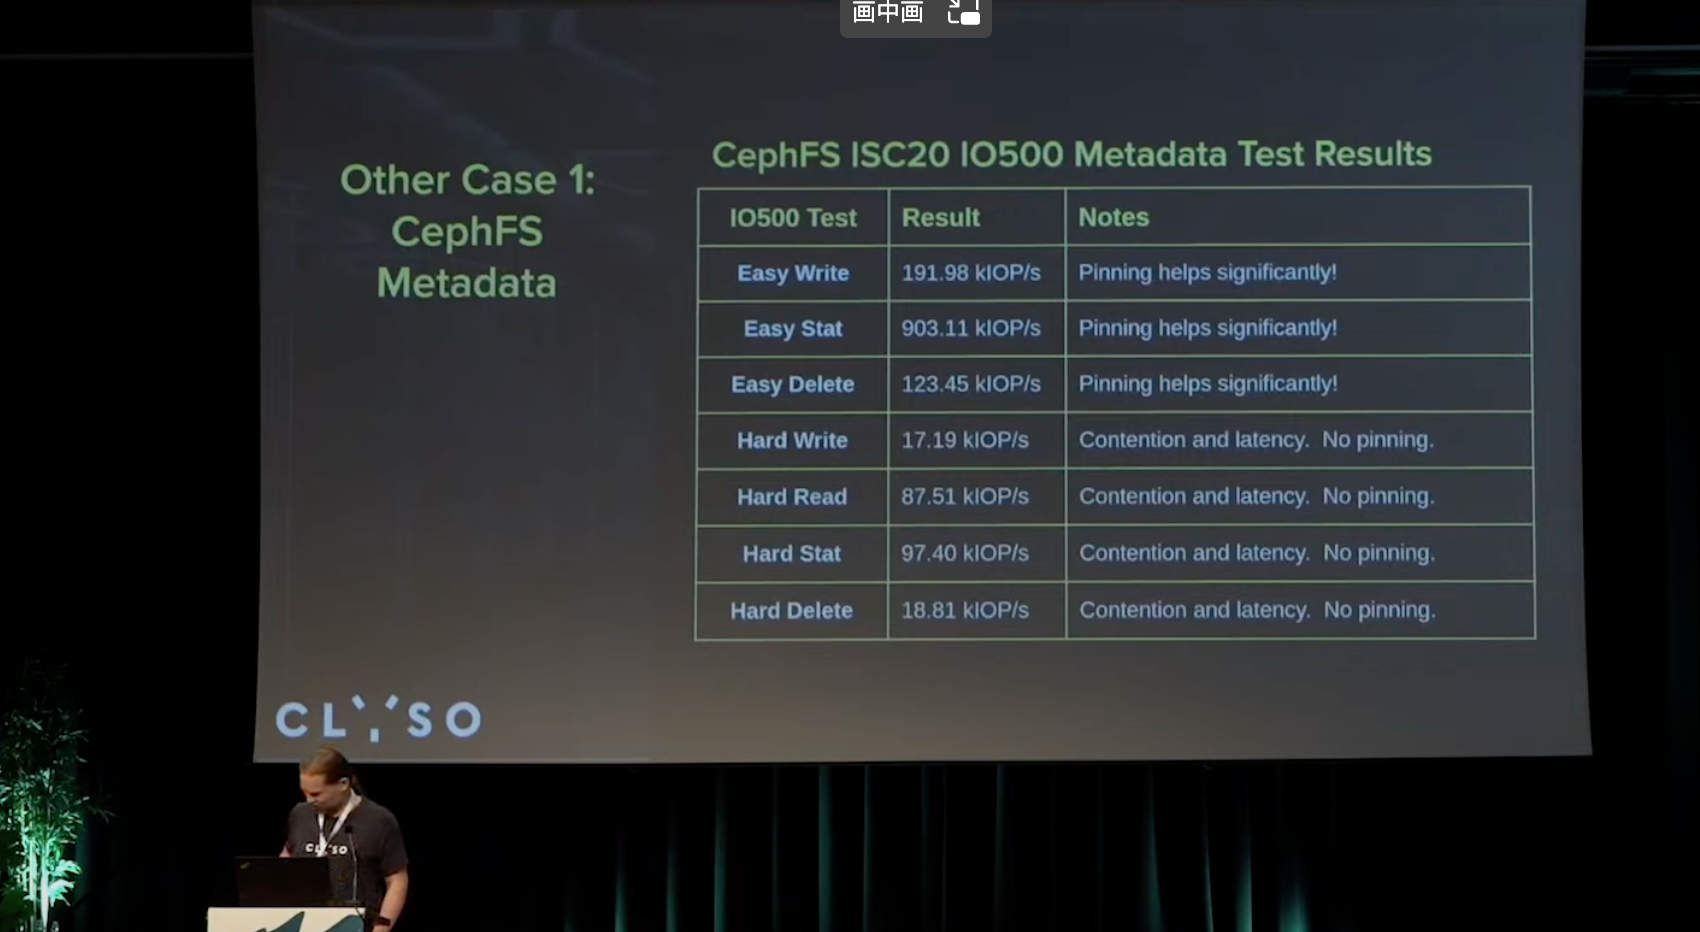 画中画
Other Case 1:
CephFS
Metadata
CephFS ISC20 IO500 Metadata Test Results
IO500 Test Result Notes
Easy Write 191.98 kIOP/s Pinning helps significantly!
Easy Stat 903.11 kIOP/s Pinning helps significantly!
Easy Delete 123.45 kIOP/s Pinning helps significantly!
Hard Write 17.19 kIOP/s Contention and latency. No pinning.
Hard Read 87.51 kIOP/s Contention and latency. No pinning.
Hard Stat 97.40 kIOP/s Contention and latency. No pinning.
Hard Delete 18.81 kIOP/s Contention and latency. No pinning.
CLYSO
CLYSO